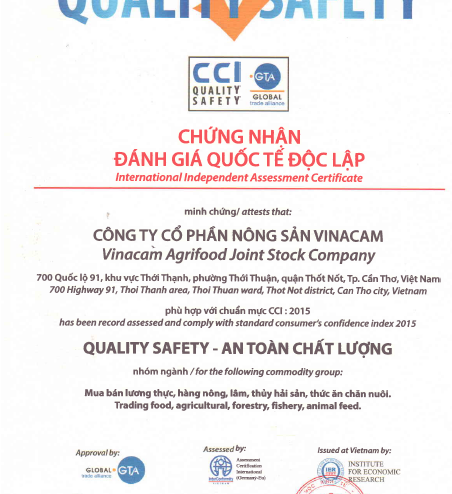 QUALITY SAFETY
CCI
QUALITY
SAFETY
GTA
GLOBAL
trade alliance
CHỨNG NHẬN
ĐÁNH GIÁ QUỐC TẾ ĐỘC LẬP
International Independent Assessment Certificate
minh chứng/ attests that:
CÔNG TY CỔ PHẦN NÔNG SẢN VINACAM
Vinacam Agrifood Joint Stock Company
700 Quốc lộ 91, khu vực Thới Thạnh, phường Thới Thuận, quận Thốt Nốt, Tp. Cần Thơ, Việt Nam
700 Highway 91, Thoi Thanh area, Thoi Thuan ward, Thot Not district, Can Tho city, Vietnam
phù hợp với chuẩn mực CCI : 2015
has been record assessed and comply with standard consumer's confidence index 2015
QUALITY SAFETY - AN TOÀN CHẤT LƯỢNG
nhóm ngành / for the following commodity group:
Mua bán lương thực, hàng nông, lâm, thủy hải sản, thức ăn chăn nuôi.
Trading food, agricultural, forestry, fishery, animal feed.
Approval by:
GLOBAL GTA
trade alliance
Assessed by:
Assessment
Certification
International
(Germany-Eu)
InterConformity
Issued at Vietnam by:
IER
INSTITUTE
FOR ECONOMIC
RESEARCH